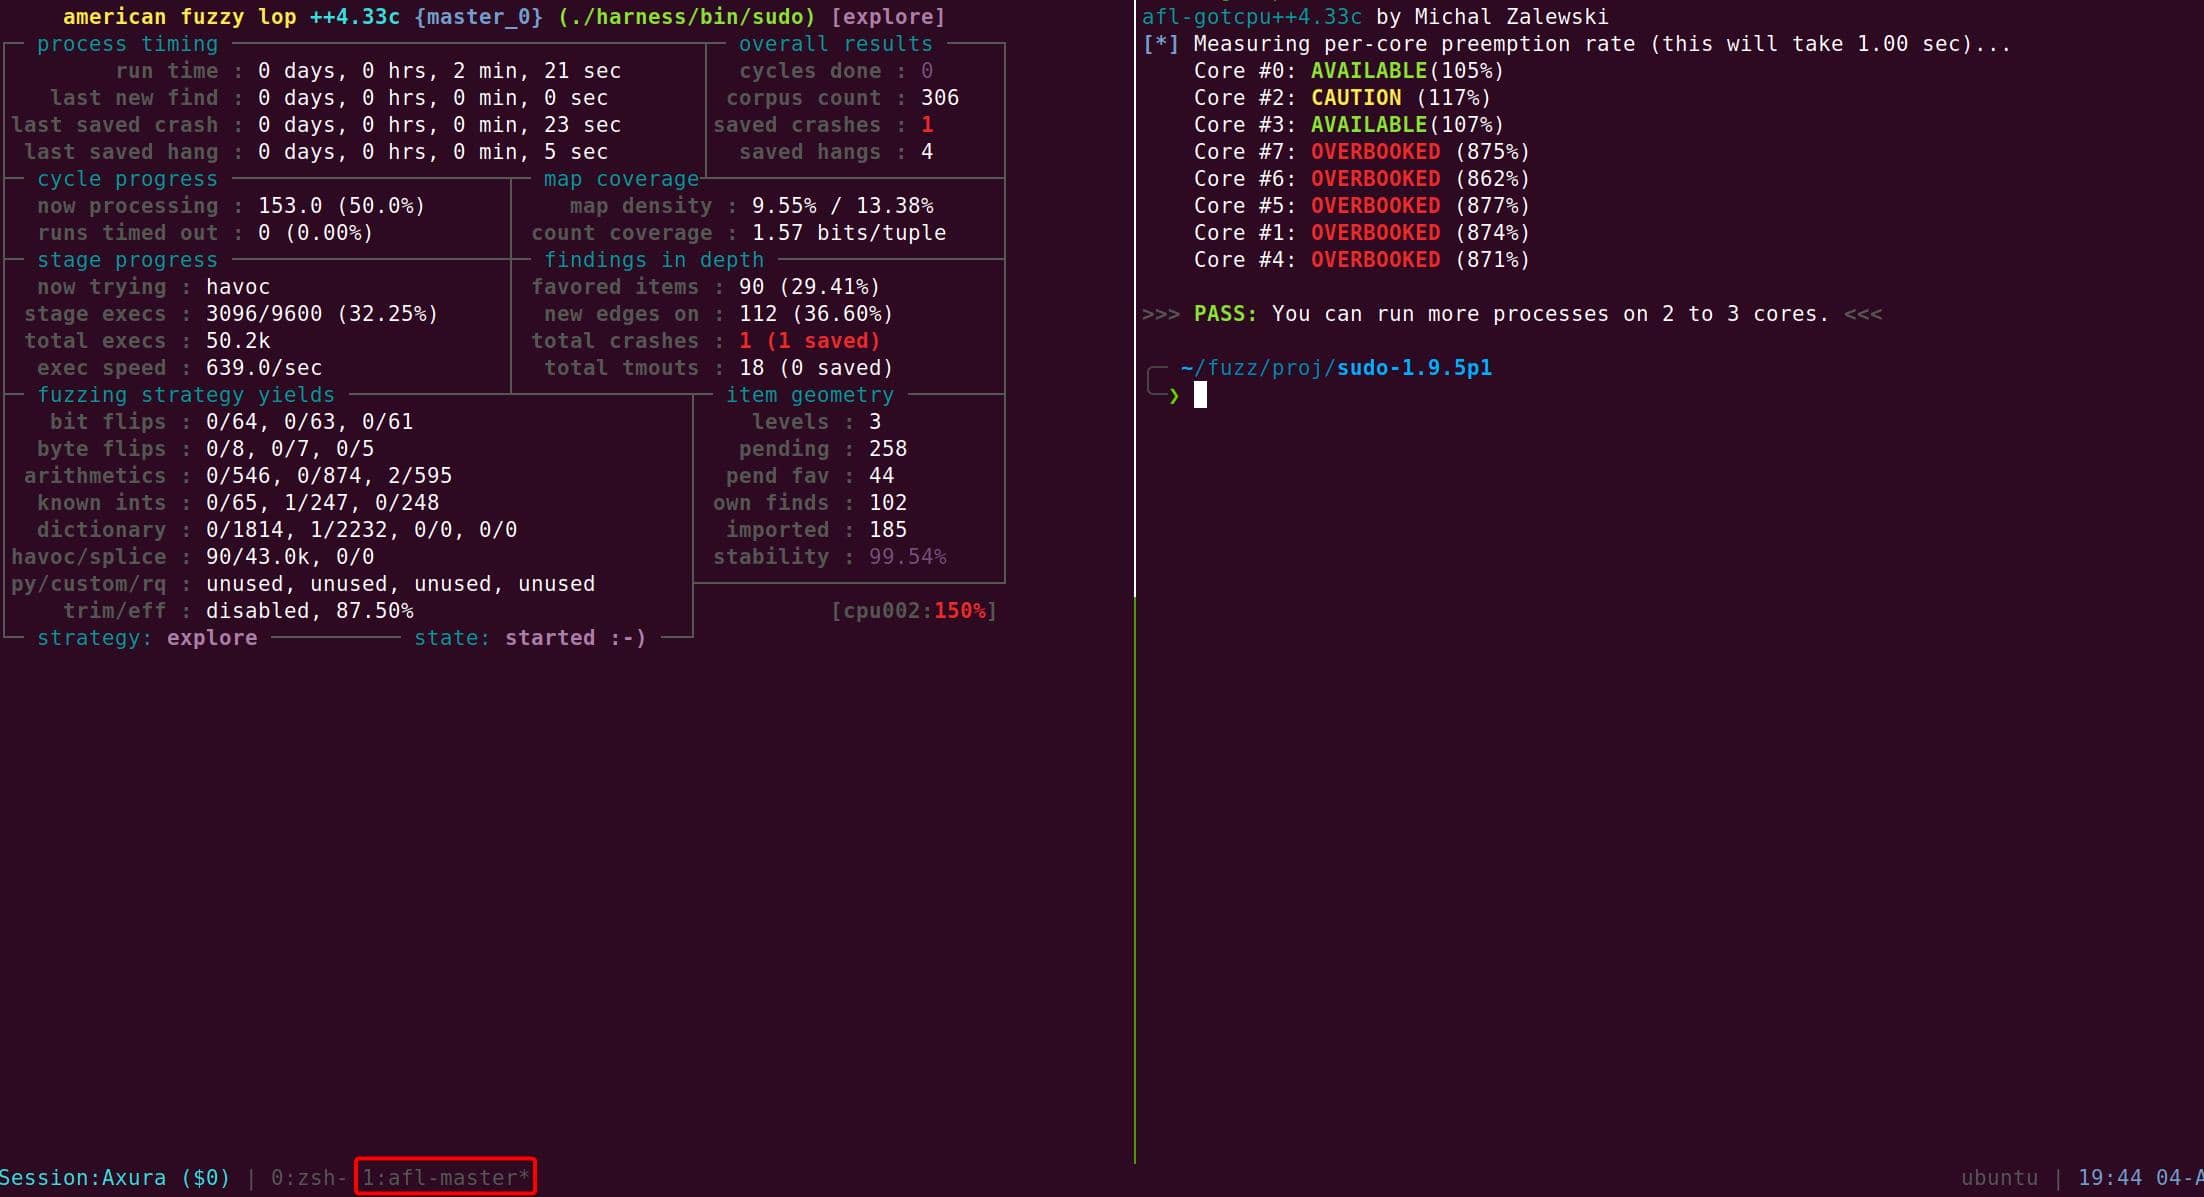 american fuzzy lop ++4.33c {master_0} (./harness/bin/sudo) [explore]
process timing
overall results
run time : 0 days, 0 hrs, 2 min, 21 sec
cycles done : 0
last new find : 0 days, 0 hrs, 0 min, 0 sec
corpus count : 306
last saved crash : 0 days, 0 hrs, 0 min, 23 sec
saved crashes : 1
last saved hang : 0 days, 0 hrs, 0 min, 5 sec
saved hangs : 4
cycle progress
map coverage
now processing : 153.0 (50.0%)
map density : 9.55% / 13.38%
runs timed out : 0 (0.00%)
count coverage : 1.57 bits/tuple
stage progress
findings in depth
now trying : havoc
favored items : 90 (29.41%)
stage execs : 3096/9600 (32.25%)
new edges on : 112 (36.60%)
total execs : 50.2k
total crashes : 1 (1 saved)
exec speed : 639.0/sec
total tmouts : 18 (0 saved)
fuzzing strategy yields
item geometry
bit flips : 0/64, 0/63, 0/61
levels : 3
byte flips : 0/8, 0/7, 0/5
pending : 258
arithmetics : 0/546, 0/874, 2/595
pend fav : 44
known ints : 0/65, 1/247, 0/248
own finds : 102
dictionary : 0/1814, 1/2232, 0/0, 0/0
imported : 185
havoc/splice : 90/43.0k, 0/0
stability : 99.54%
py/custom/rq : unused, unused, unused, unused
trim/eff : disabled, 87.50%
[cpu002:150%]
strategy: explore
state: started :-)
afl-gotcpu++4.33c by Michal Zalewski
[*] Measuring per-core preemption rate (this will take 1.00 sec)...
Core #0: AVAILABLE(105%)
Core #2: CAUTION (117%)
Core #3: AVAILABLE(107%)
Core #7: OVERBOOKED (875%)
Core #6: OVERBOOKED (862%)
Core #5: OVERBOOKED (877%)
Core #1: OVERBOOKED (874%)
Core #4: OVERBOOKED (871%)
>>> PASS: You can run more processes on 2 to 3 cores. <<<
~/fuzz/proj/sudo-1.9.5p1
❯
Session:Axura ($0) | 0:zsh- 1:afl-master*
ubuntu | 19:44 04-A